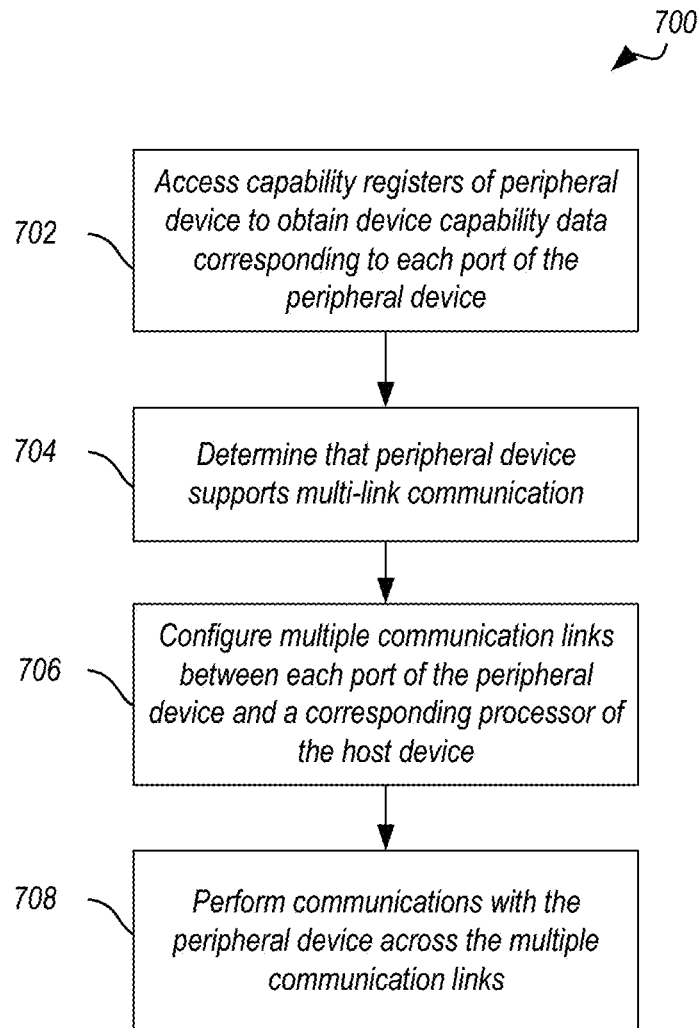 700
702
Access capability registers of peripheral
device to obtain device capability data
corresponding to each port of the
peripheral device
704
Determine that peripheral device
supports multi-link communication
706
Configure multiple communication links
between each port of the peripheral
device and a corresponding processor of
the host device
708
Perform communications with the
peripheral device across the multiple
communication links